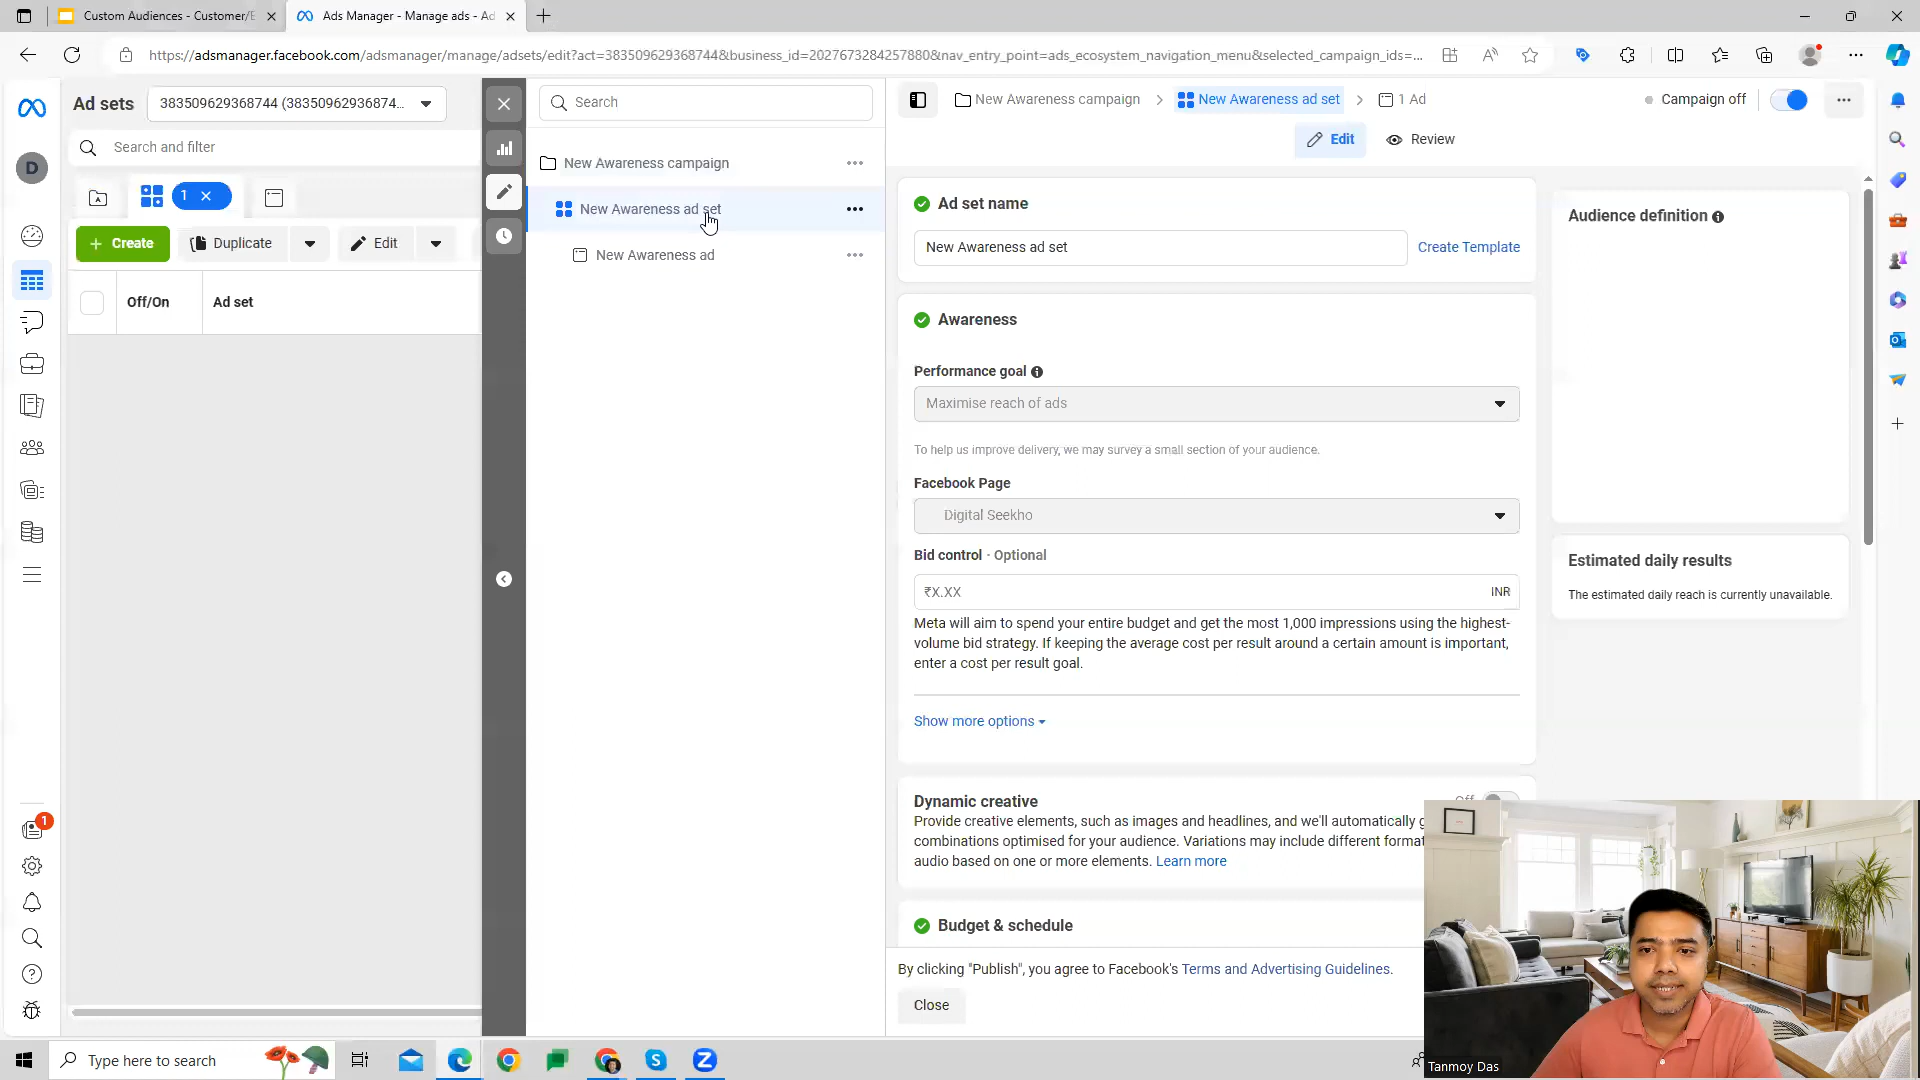 Custom Audiences - Customer/E
Ads Manager - Manage ads - Ad
https://adsmanager.facebook.com/adsmanager/manage/adsets/edit?act=383509629368744&business_id=202767328425788&nav_entry_point=ads_ecosystem_navigation_menu&selected_campaign_ids=...
Ad sets
383509629368744 (38350962936874...
Search
New Awareness campaign
New Awareness ad set
1 Ad
Campaign off
Edit
Review
Search and filter
D
1
Create
Duplicate
Edit
Off/On
Ad set
New Awareness campaign
New Awareness ad set
New Awareness ad
Ad set name
New Awareness ad set
Create Template
Awareness
Performance goal
Maximise reach of ads
To help us improve delivery, we may survey a small section of your audience.
Facebook Page
Digital Seekho
Bid control · Optional
₹X.XX
INR
Meta will aim to spend your entire budget and get the most 1,000 impressions using the highest-
volume bid strategy. If keeping the average cost per result around a certain amount is important,
enter a cost per result goal.
Show more options
Dynamic creative
Off
Provide creative elements, such as images and headlines, and we'll automatically g
combinations optimised for your audience. Variations may include different format
audio based on one or more elements. Learn more
Budget & schedule
By clicking "Publish", you agree to Facebook's Terms and Advertising Guidelines.
Close
Audience definition
Estimated daily results
The estimated daily reach is currently unavailable.
1
Type here to search
Tanmoy Das